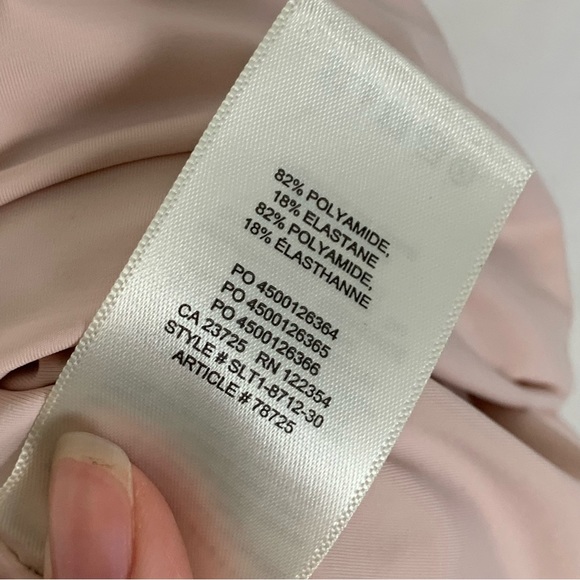 82% POLYAMIDE,
18% ELASTANE
82% POLYAMIDE,
18% ÉLASTHANNE
PO 4500126364
PO 4500126365
PO 4500126366
CA 23725 RN 122354
STYLE # SLT1-8712-30
ARTICLE # 78725